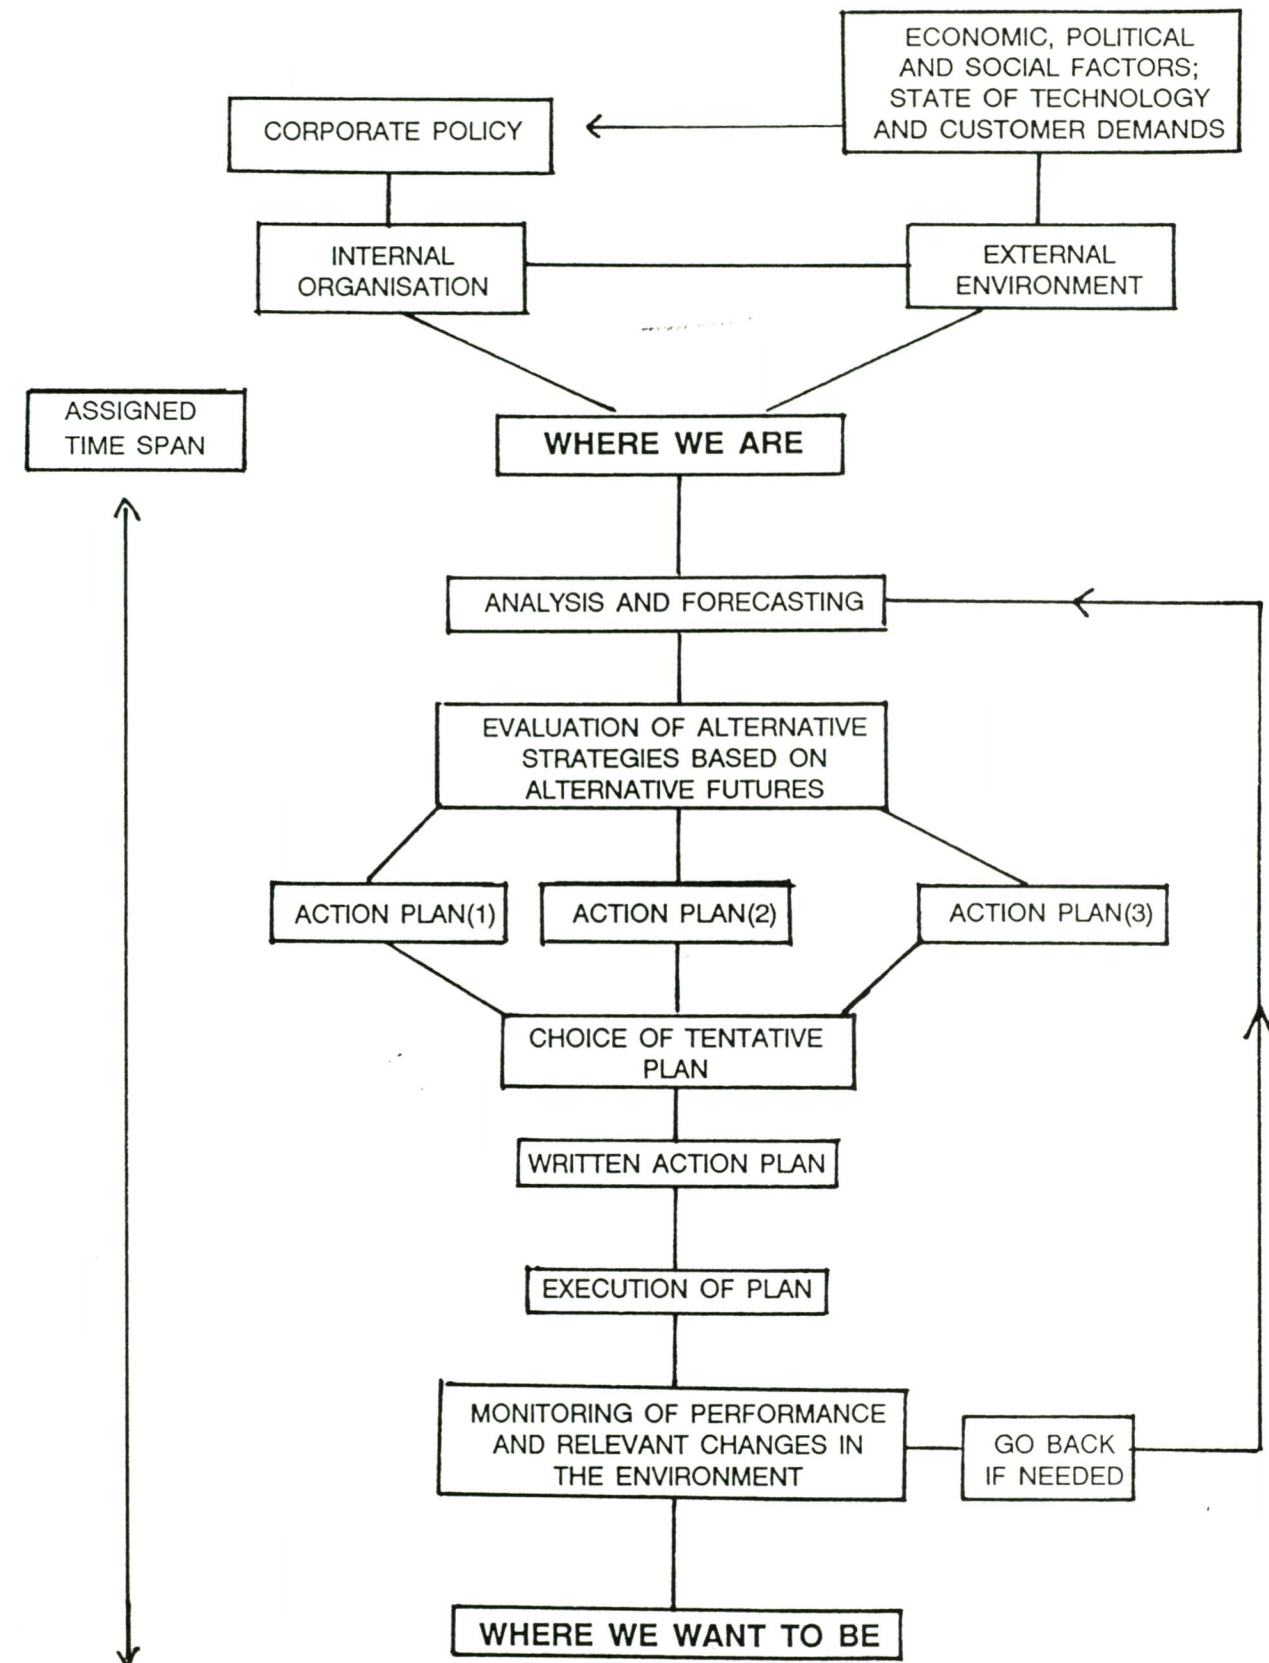 ECONOMIC, POLITICAL
AND SOCIAL FACTORS;
STATE OF TECHNOLOGY
AND CUSTOMER DEMANDS
CORPORATE POLICY
INTERNAL
ORGANISATION
EXTERNAL
ENVIRONMENT
ASSIGNED
TIME SPAN
WHERE WE ARE
ANALYSIS AND FORECASTING
EVALUATION OF ALTERNATIVE
STRATEGIES BASED ON
ALTERNATIVE FUTURES
ACTION PLAN(1)
ACTION PLAN(2)
ACTION PLAN(3)
CHOICE OF TENTATIVE
PLAN
WRITTEN ACTION PLAN
EXECUTION OF PLAN
MONITORING OF PERFORMANCE
AND RELEVANT CHANGES IN
THE ENVIRONMENT
GO BACK
IF NEEDED
WHERE WE WANT TO BE